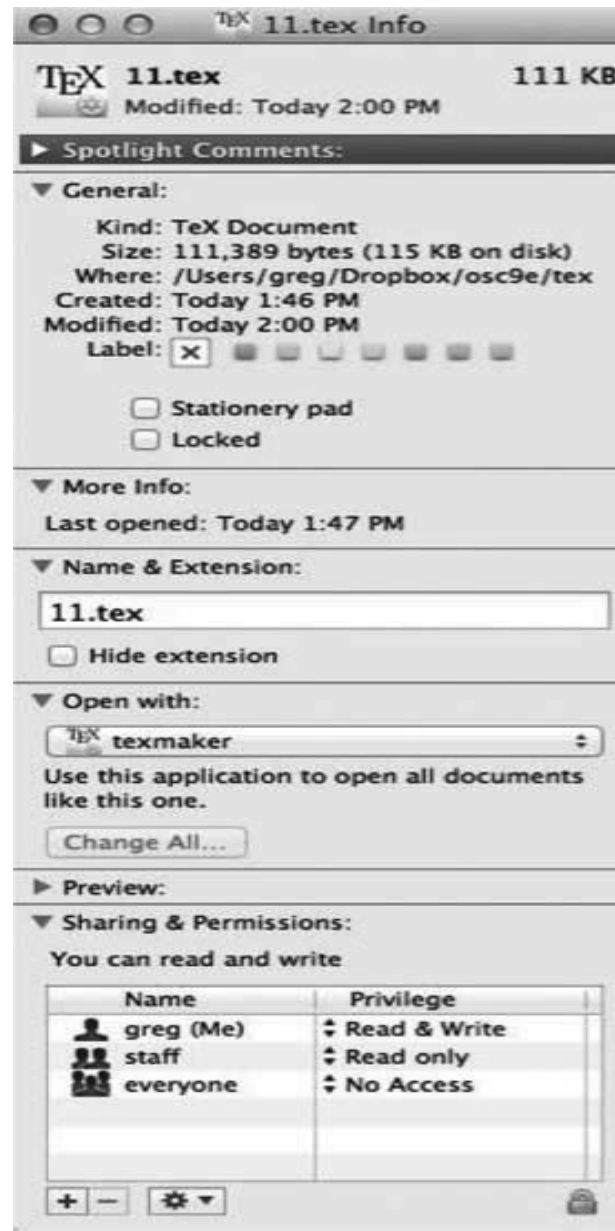 TEX 11.tex Info
TEX 11.tex 111 KB
Modified: Today 2:00 PM
Spotlight Comments:
General:
Kind: TeX Document
Size: 111,389 bytes (115 KB on disk)
Where: /Users/greg/Dropbox/osc9e/tex
Created: Today 1:46 PM
Modified: Today 2:00 PM
Label:
Stationery pad
Locked
More Info:
Last opened: Today 1:47 PM
Name & Extension:
11.tex
Hide extension
Open with:
TEX texmaker
Use this application to open all documents
like this one.
Change All...
Preview:
Sharing & Permissions:
You can read and write
Name Privilege
greg (Me) Read & Write
staff Read only
everyone No Access